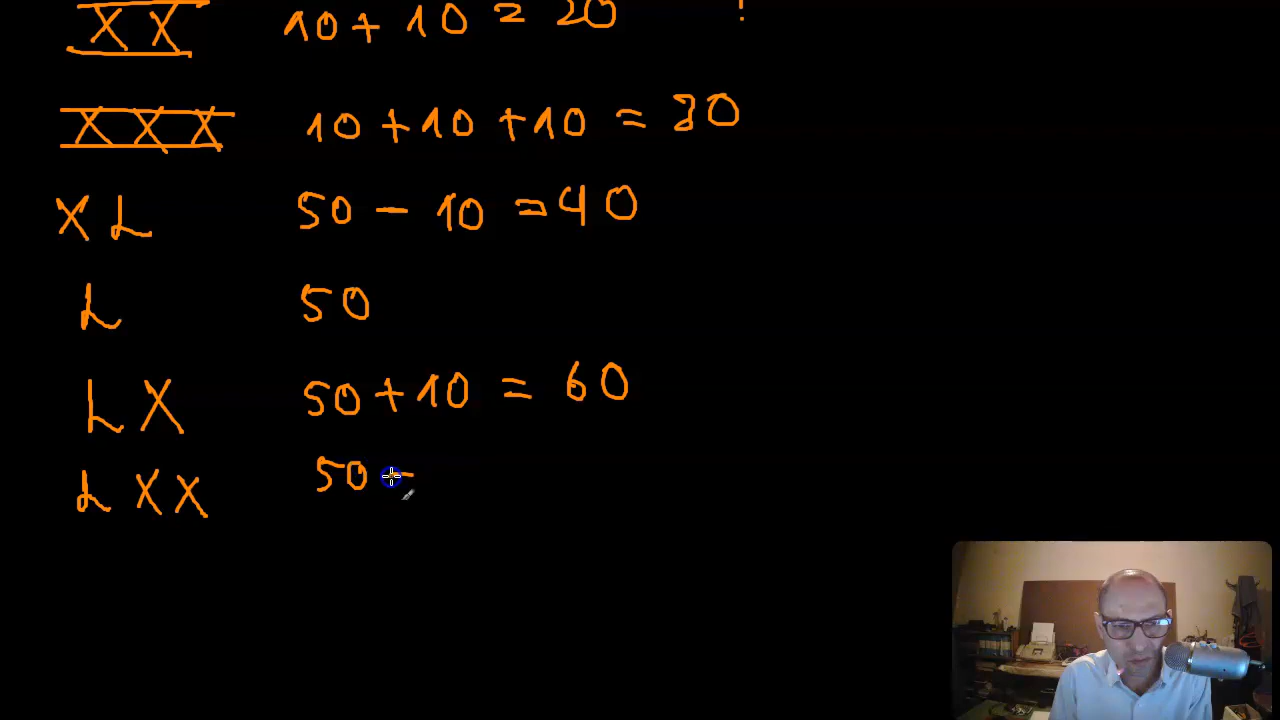 XX 10 + 10 = 20 !
XXX 10 + 10 + 10 = 30
XL 50 - 10 = 40
L 50
LX 50 + 10 = 60
LXX 50 +